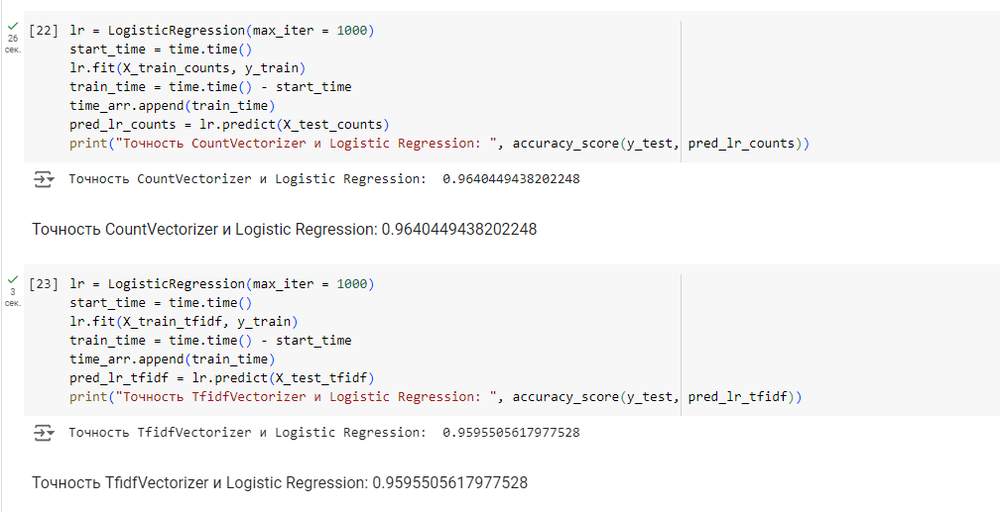 [22] lr = LogisticRegression(max_iter = 1000)
26
сек.
start_time = time.time()
lr.fit(X_train_counts, y_train)
train_time = time.time() - start_time
time_arr.append(train_time)
pred_lr_counts = lr.predict(X_test_counts)
print("Точность CountVectorizer и Logistic Regression: ", accuracy_score(y_test, pred_lr_counts))
Точность CountVectorizer и Logistic Regression:  0.9640449438202248
Точность CountVectorizer и Logistic Regression: 0.9640449438202248
[23] lr = LogisticRegression(max_iter = 1000)
3
сек.
start_time = time.time()
lr.fit(X_train_tfidf, y_train)
train_time = time.time() - start_time
time_arr.append(train_time)
pred_lr_tfidf = lr.predict(X_test_tfidf)
print("Точность TfidfVectorizer и Logistic Regression: ", accuracy_score(y_test, pred_lr_tfidf))
Точность TfidfVectorizer и Logistic Regression:  0.9595505617977528
Точность TfidfVectorizer и Logistic Regression: 0.9595505617977528